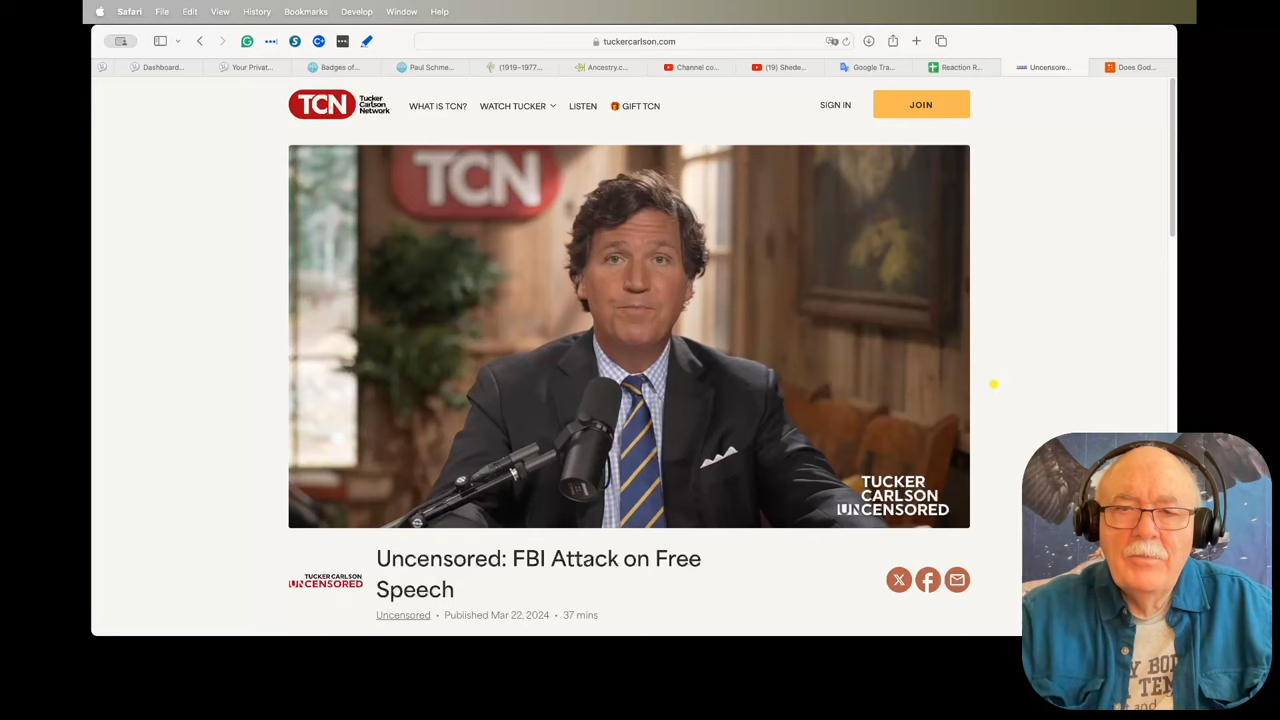 Safari File Edit View History Bookmarks Develop Window Help
tuckercarlson.com
Dashboard... Your Privat... Badges of... Paul Schme... (1919–1977... Ancestry.c... Channel co... (19) Shede... Google Tra... Reaction R... Uncensore... Does God...
TCN Tucker Carlson Network
WHAT IS TCN? WATCH TUCKER LISTEN GIFT TCN SIGN IN JOIN
TCN
TUCKER
CARLSON
UNCENSORED
Uncensored: FBI Attack on Free
Speech
TUCKER CARLSON
UNCENSORED
Uncensored • Published Mar 22, 2024 • 37 mins